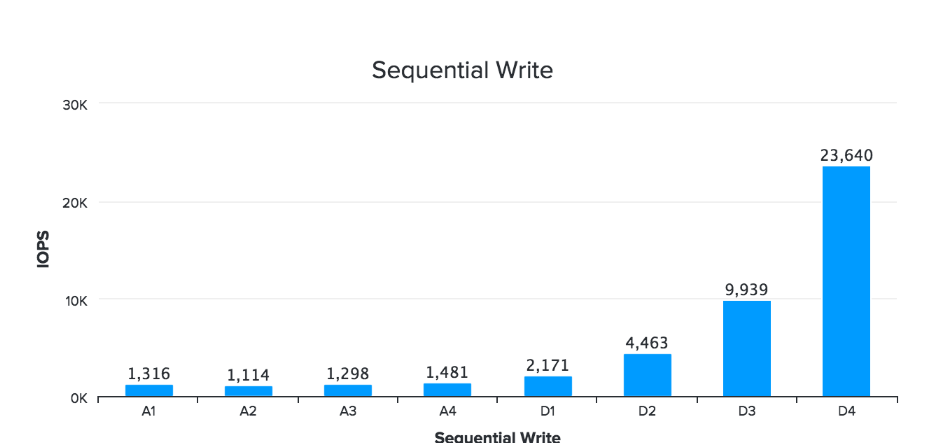 Sequential Write
30K
23,640
20K
IOPS
9,939
10K
4,463
2,171
1,316
1,114
1,298
1,481
0K
A1 A2 A3 A4 D1 D2 D3 D4
Sequential Write